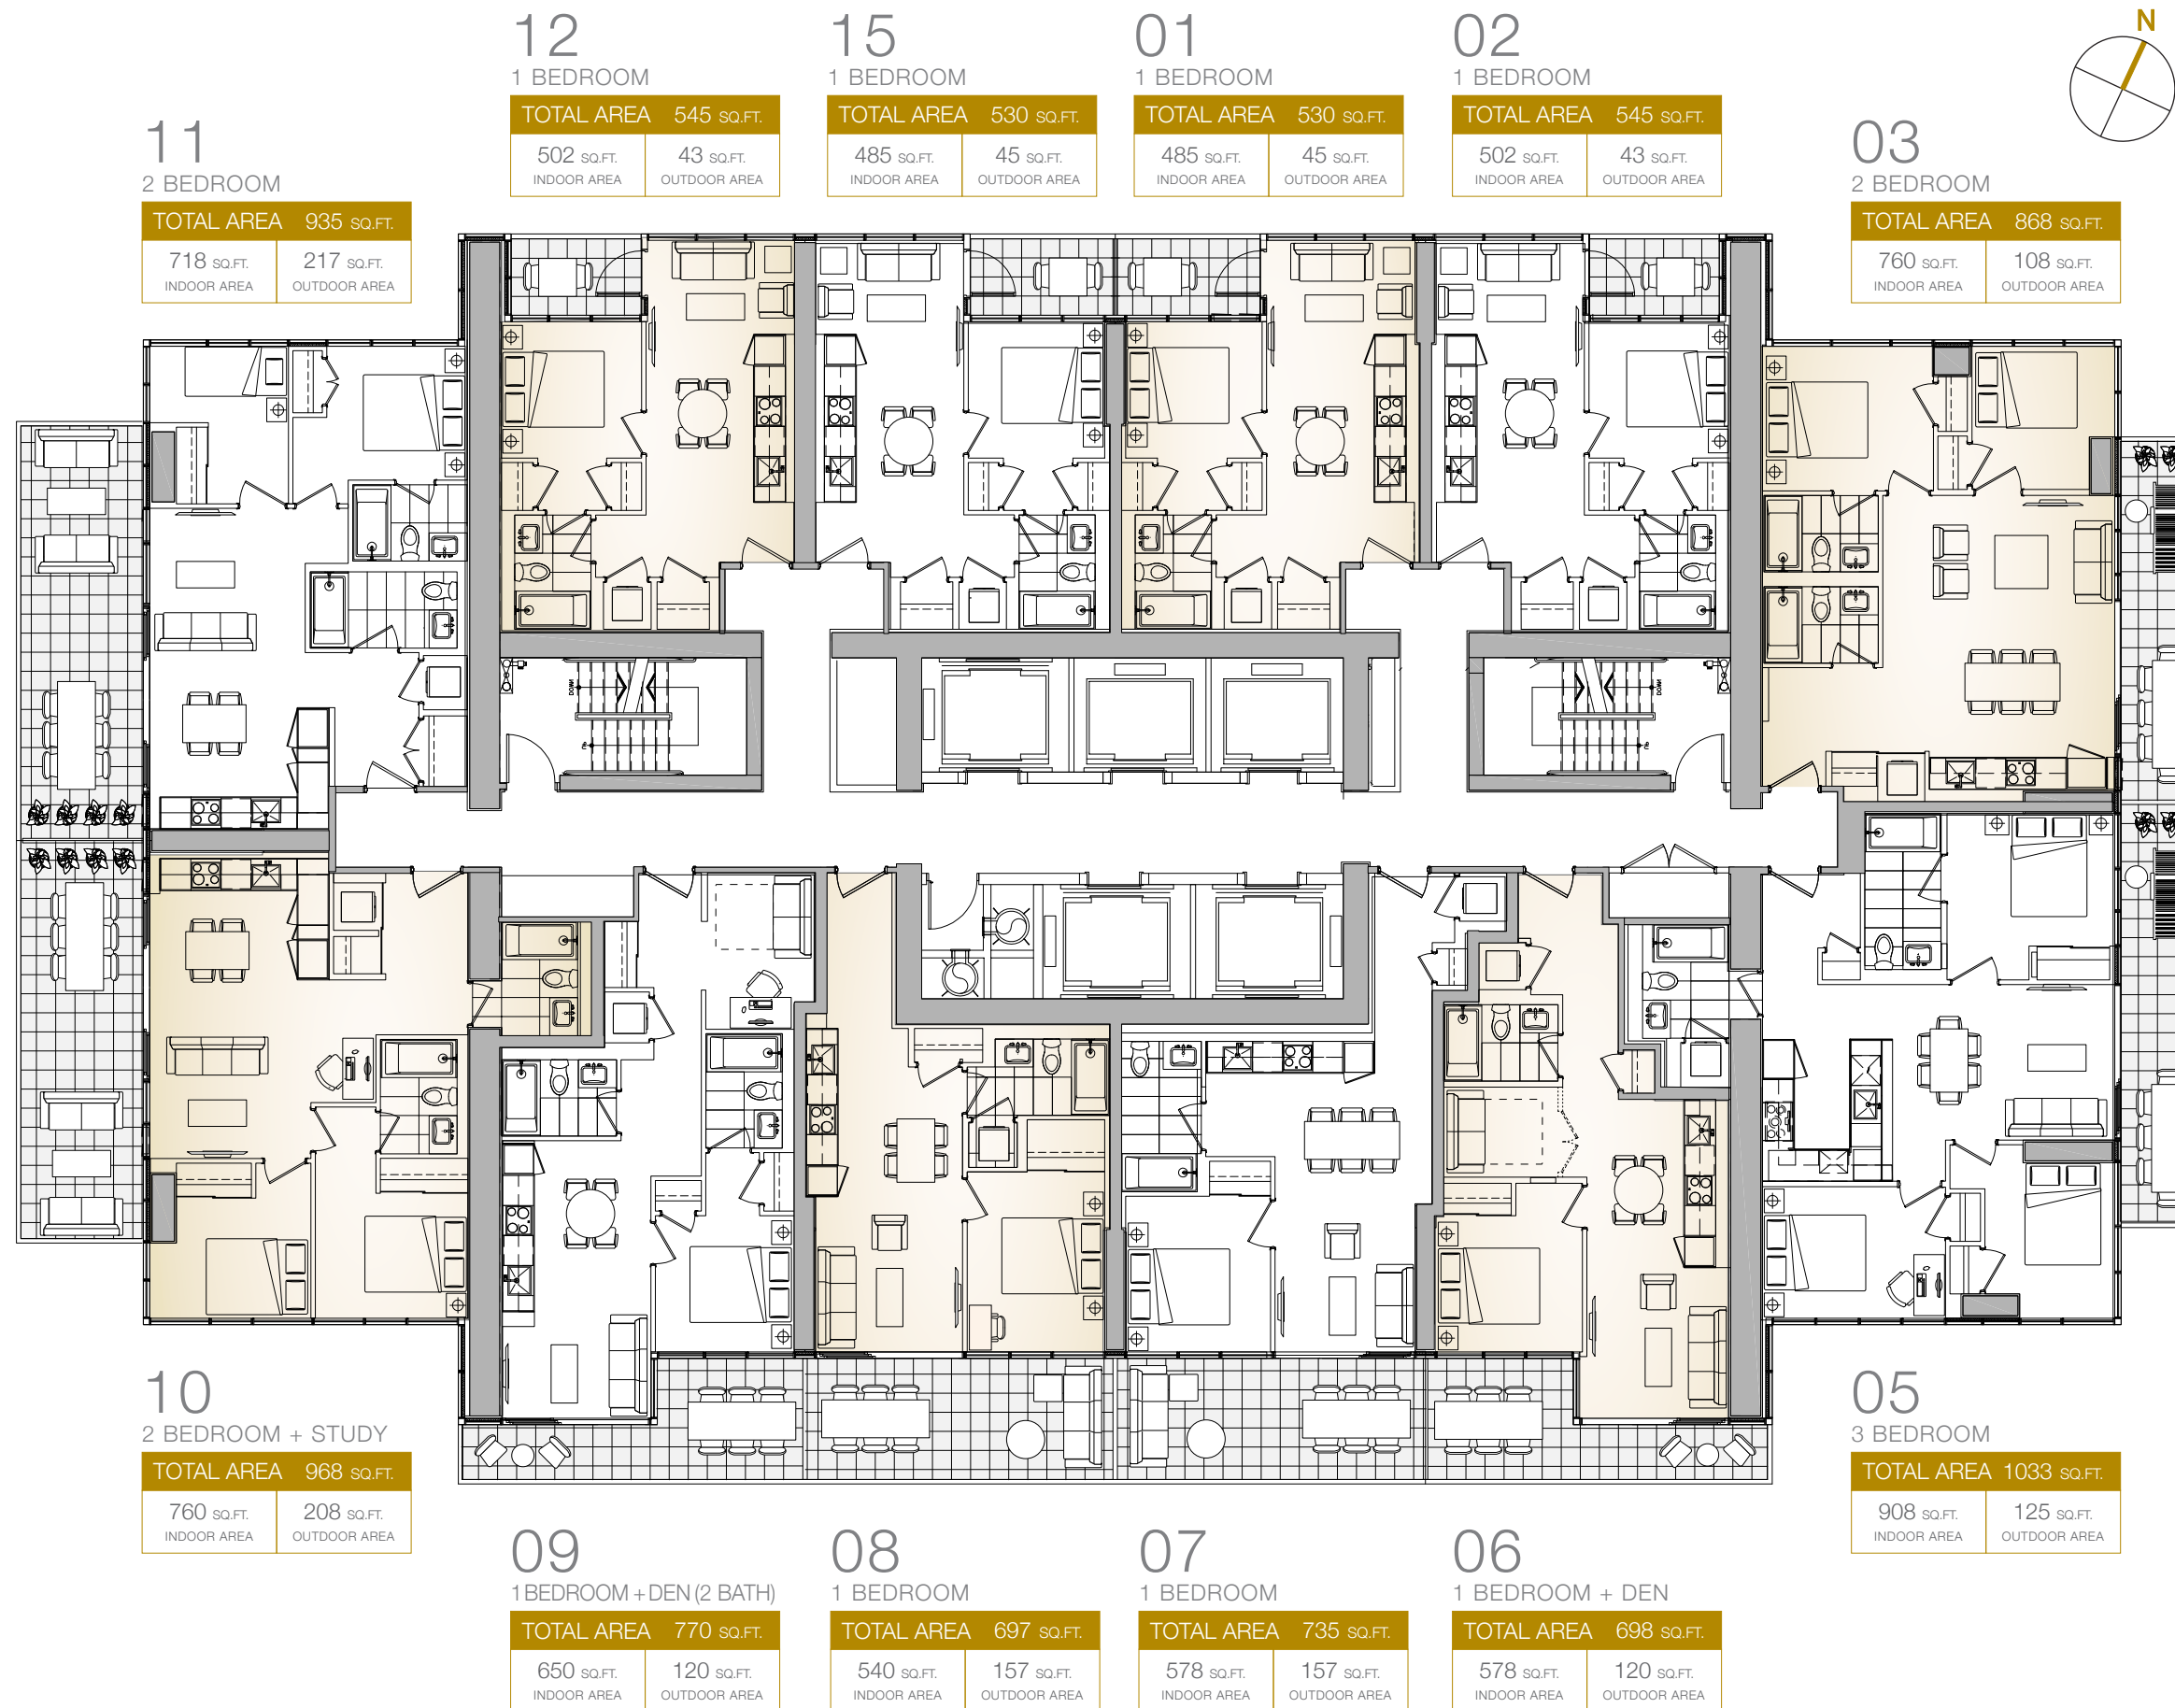 N
12
1 BEDROOM
TOTAL AREA 545 SQ.FT.
502 SQ.FT. 43 SQ.FT.
INDOOR AREA OUTDOOR AREA
15
1 BEDROOM
TOTAL AREA 530 SQ.FT.
485 SQ.FT. 45 SQ.FT.
INDOOR AREA OUTDOOR AREA
01
1 BEDROOM
TOTAL AREA 530 SQ.FT.
485 SQ.FT. 45 SQ.FT.
INDOOR AREA OUTDOOR AREA
02
1 BEDROOM
TOTAL AREA 545 SQ.FT.
502 SQ.FT. 43 SQ.FT.
INDOOR AREA OUTDOOR AREA
11
2 BEDROOM
TOTAL AREA 935 SQ.FT.
718 SQ.FT. 217 SQ.FT.
INDOOR AREA OUTDOOR AREA
03
2 BEDROOM
TOTAL AREA 868 SQ.FT.
760 SQ.FT. 108 SQ.FT.
INDOOR AREA OUTDOOR AREA
DOWN
UP
DOWN
UP
10
2 BEDROOM + STUDY
TOTAL AREA 968 SQ.FT.
760 SQ.FT. 208 SQ.FT.
INDOOR AREA OUTDOOR AREA
05
3 BEDROOM
TOTAL AREA 1033 SQ.FT.
908 SQ.FT. 125 SQ.FT.
INDOOR AREA OUTDOOR AREA
09
1 BEDROOM + DEN (2 BATH)
TOTAL AREA 770 SQ.FT.
650 SQ.FT. 120 SQ.FT.
INDOOR AREA OUTDOOR AREA
08
1 BEDROOM
TOTAL AREA 697 SQ.FT.
540 SQ.FT. 157 SQ.FT.
INDOOR AREA OUTDOOR AREA
07
1 BEDROOM
TOTAL AREA 735 SQ.FT.
578 SQ.FT. 157 SQ.FT.
INDOOR AREA OUTDOOR AREA
06
1 BEDROOM + DEN
TOTAL AREA 698 SQ.FT.
578 SQ.FT. 120 SQ.FT.
INDOOR AREA OUTDOOR AREA